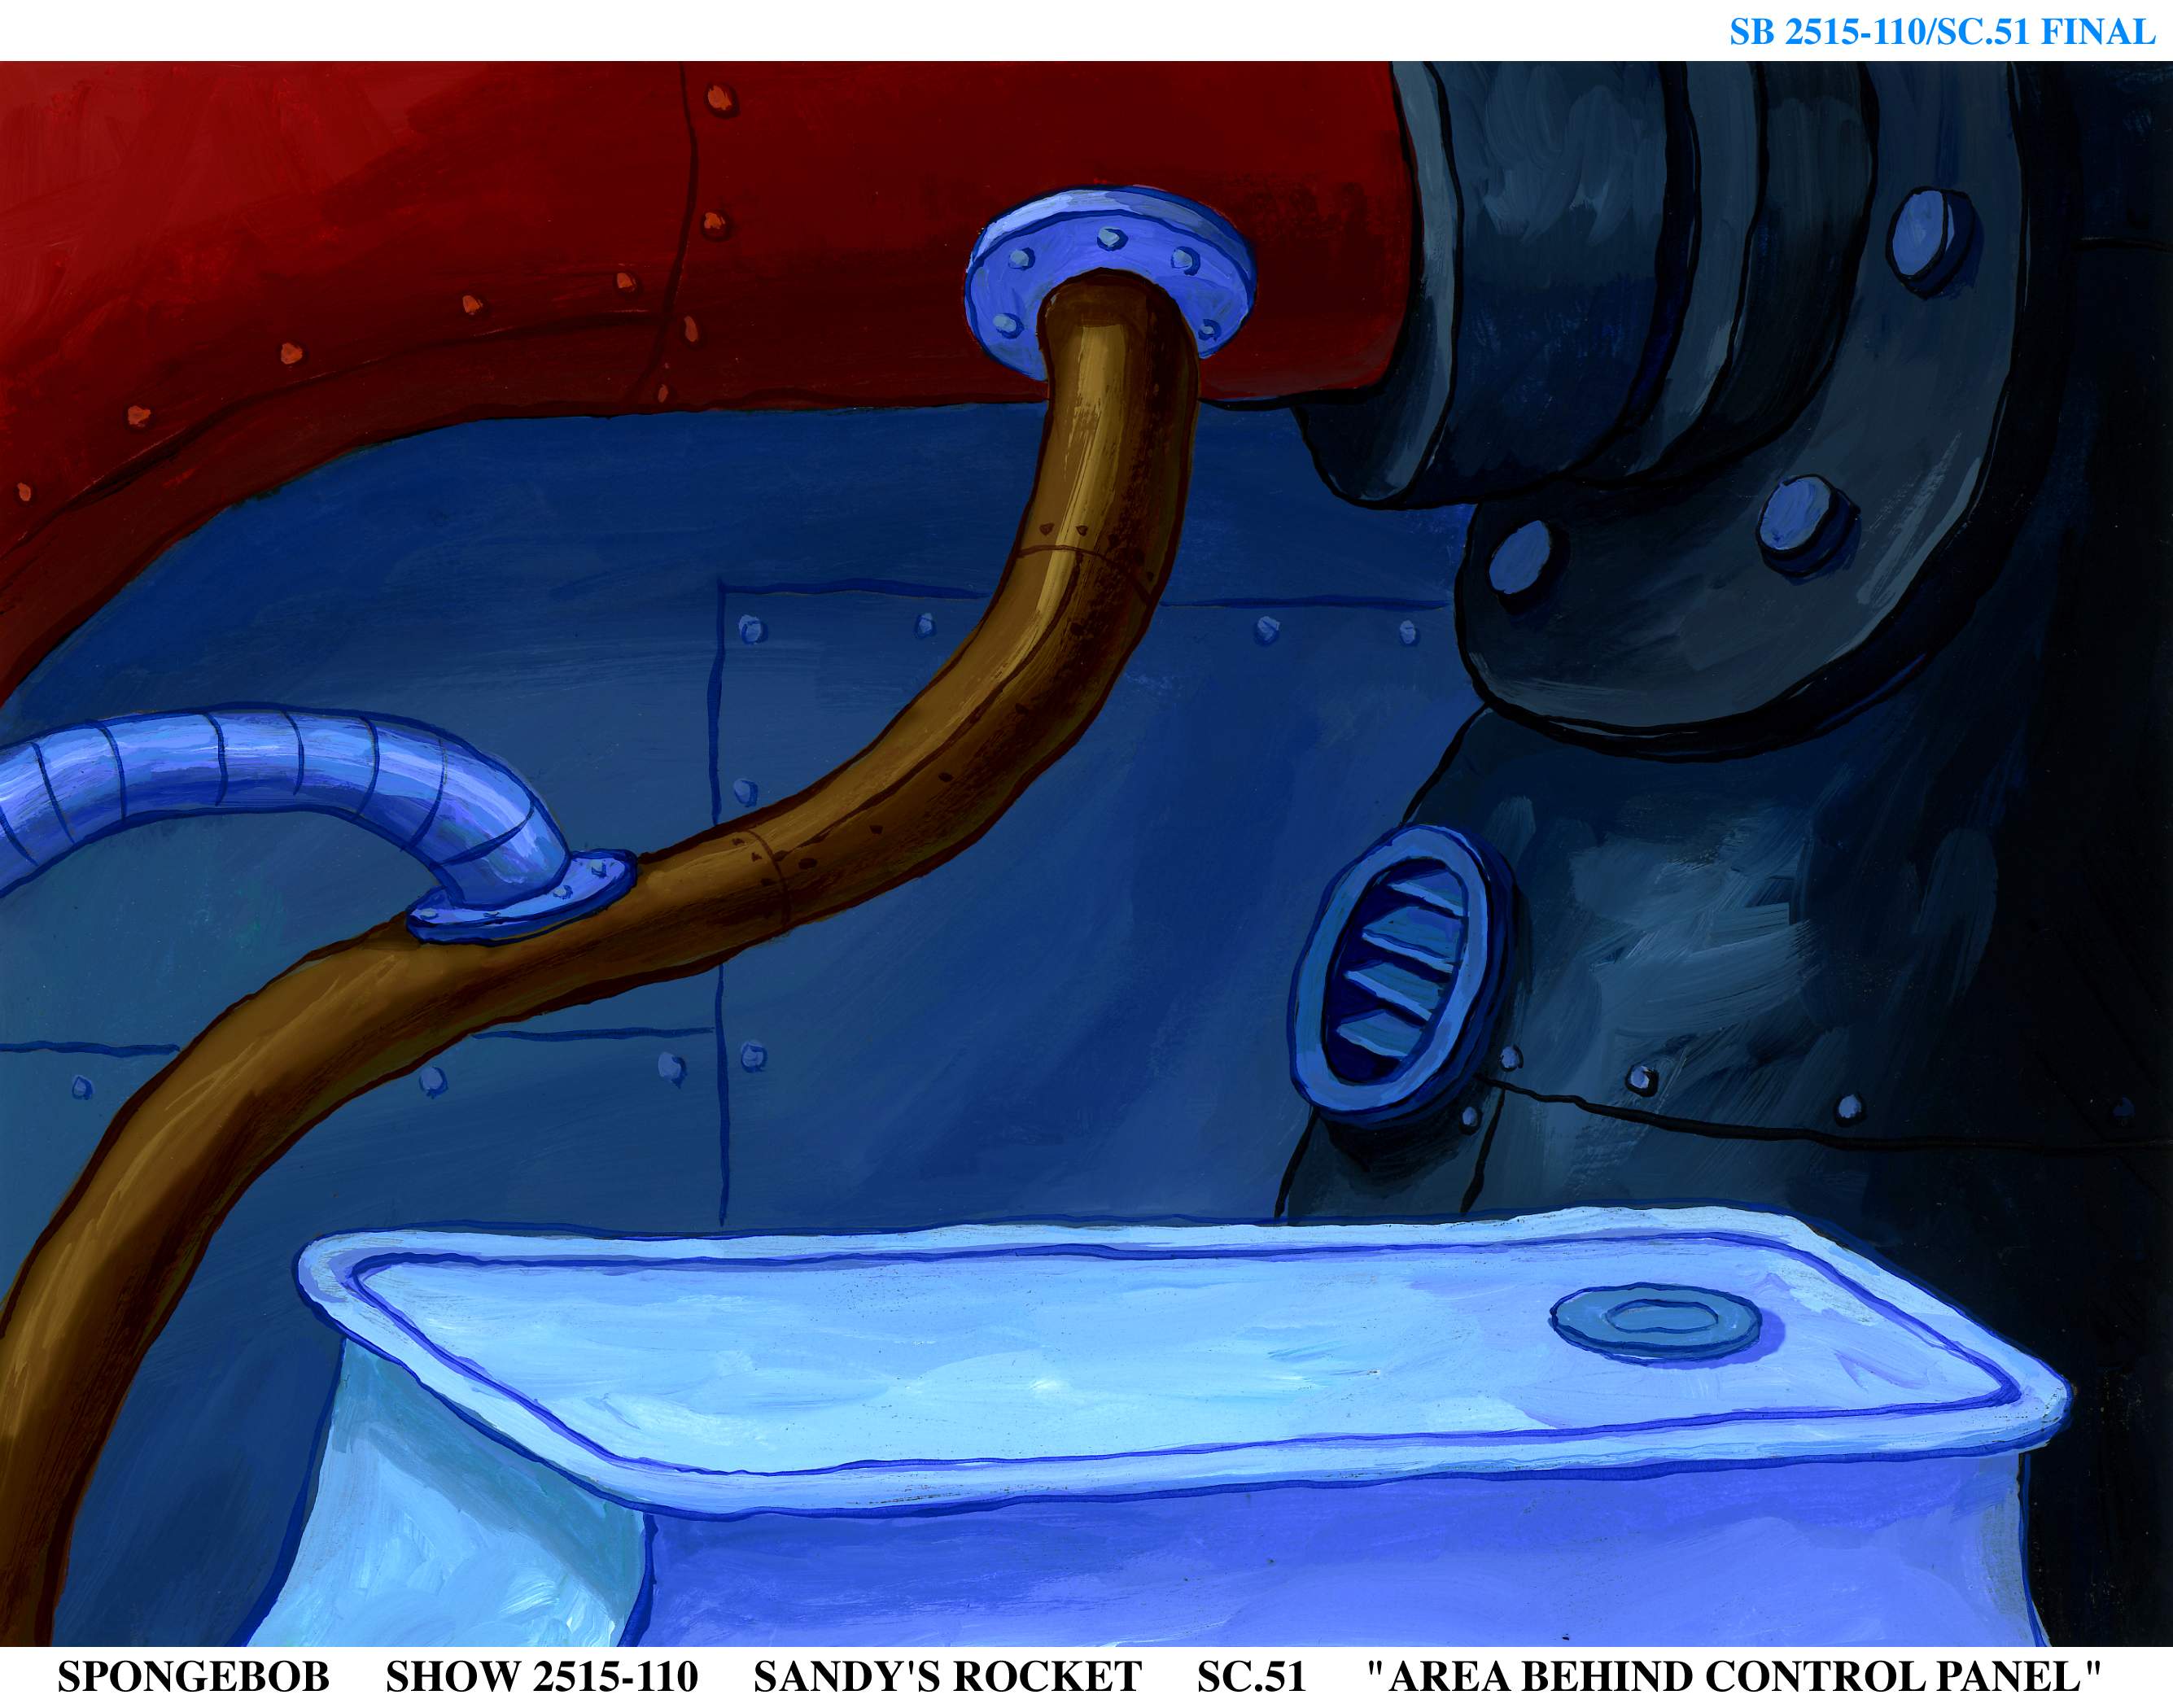 SB 2515-110/SC.51 FINAL
SPONGEBOB SHOW 2515-110 SANDY'S ROCKET SC.51 "AREA BEHIND CONTROL PANEL"